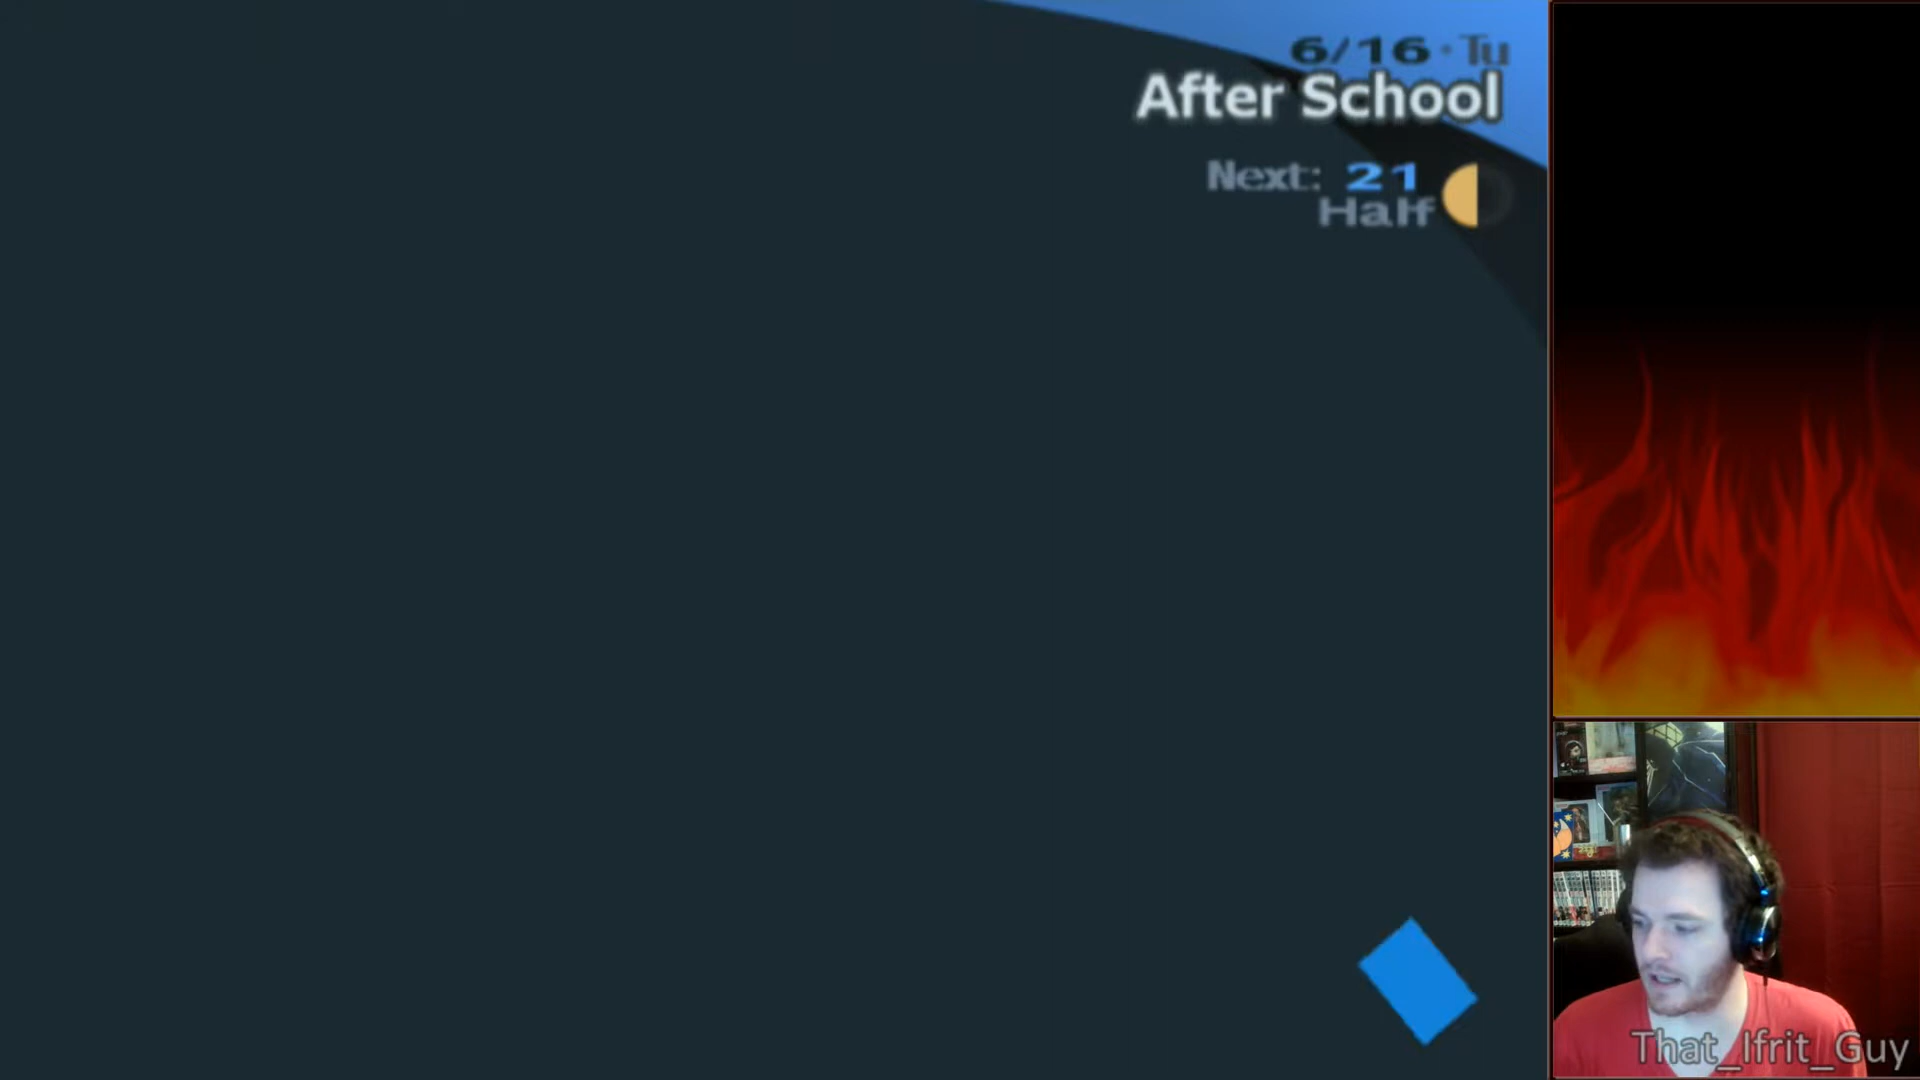 6/16 · Tu
After School
Next: 21
Half
That_Ifrit_Guy